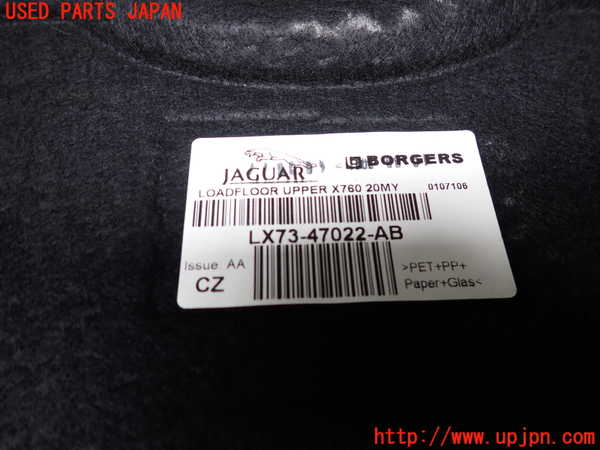 USED PARTS JAPAN
JAGUAR BORGERS
LOADFLOOR UPPER X760 20MY 0107106
LX73-47022-AB
Issue: AA >PET+PP+
CZ Paper+Glas<
http://www.upjpn.com/